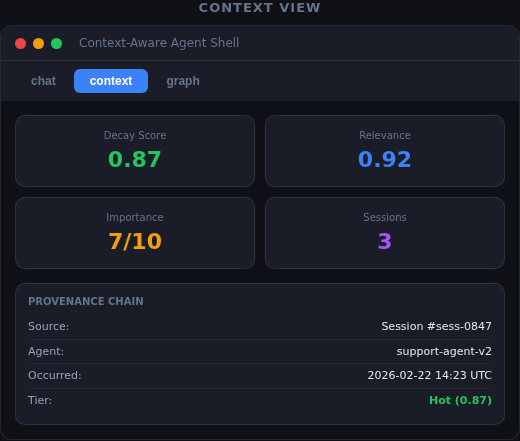 CONTEXT VIEW
Context-Aware Agent Shell
chat context graph
Decay Score
0.87
Relevance
0.92
Importance
7/10
Sessions
3
PROVENANCE CHAIN
Source: Session #sess-0847
Agent: support-agent-v2
Occurred: 2026-02-22 14:23 UTC
Tier: Hot (0.87)